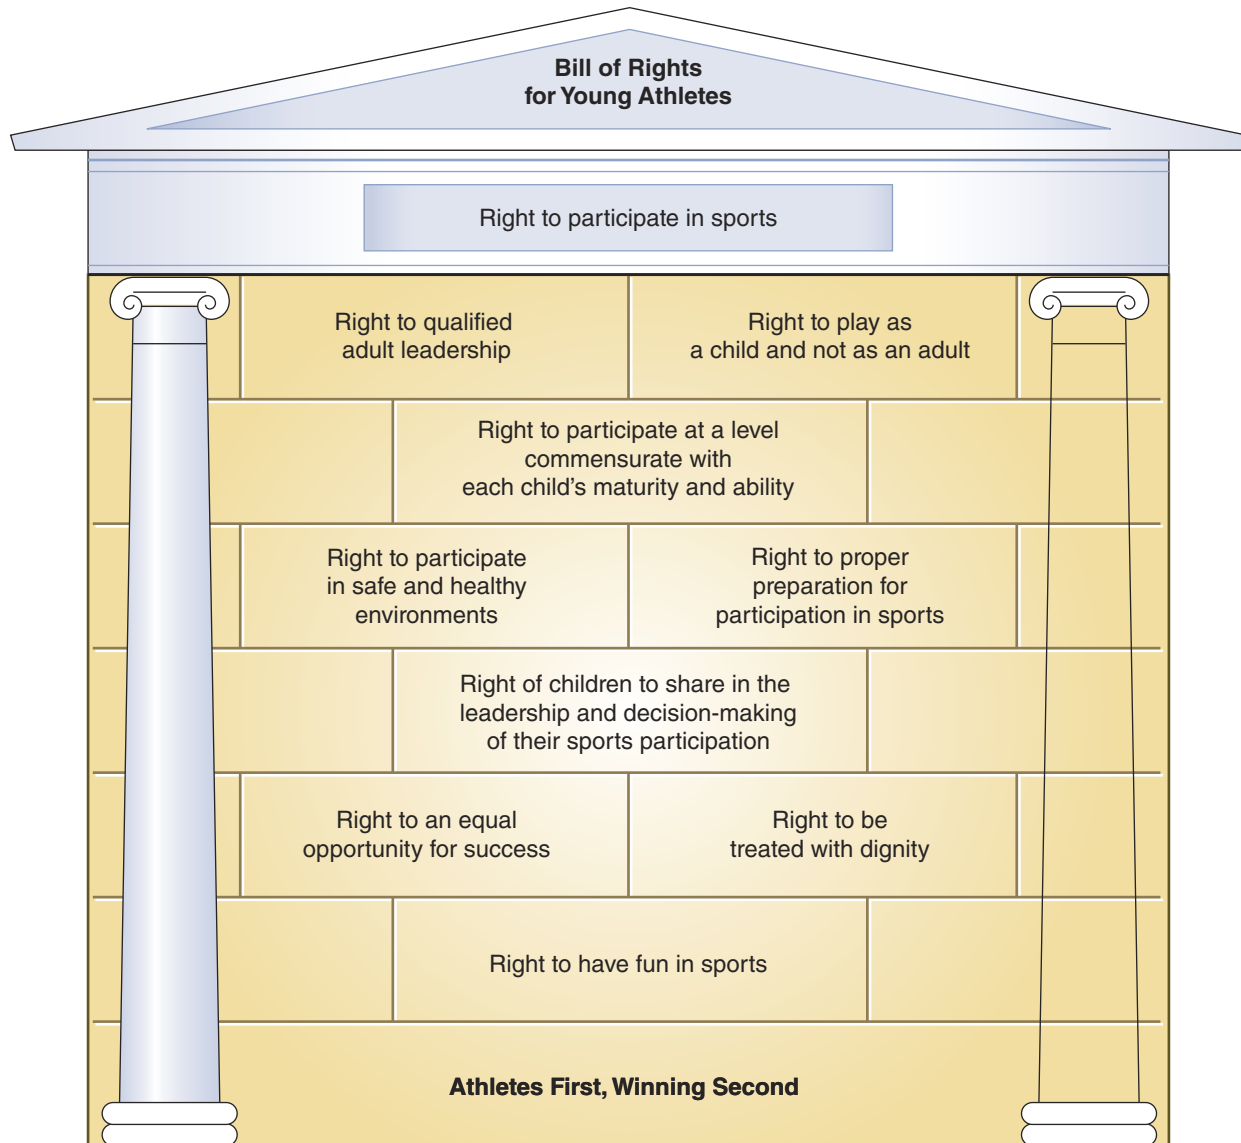 Bill of Rights
for Young Athletes
Right to participate in sports
Right to qualified
adult leadership
Right to play as
a child and not as an adult
Right to participate at a level
commensurate with
each child’s maturity and ability
Right to participate
in safe and healthy
environments
Right to proper
preparation for
participation in sports
Right of children to share in the
leadership and decision-making
of their sports participation
Right to an equal
opportunity for success
Right to be
treated with dignity
Right to have fun in sports
Athletes First, Winning Second